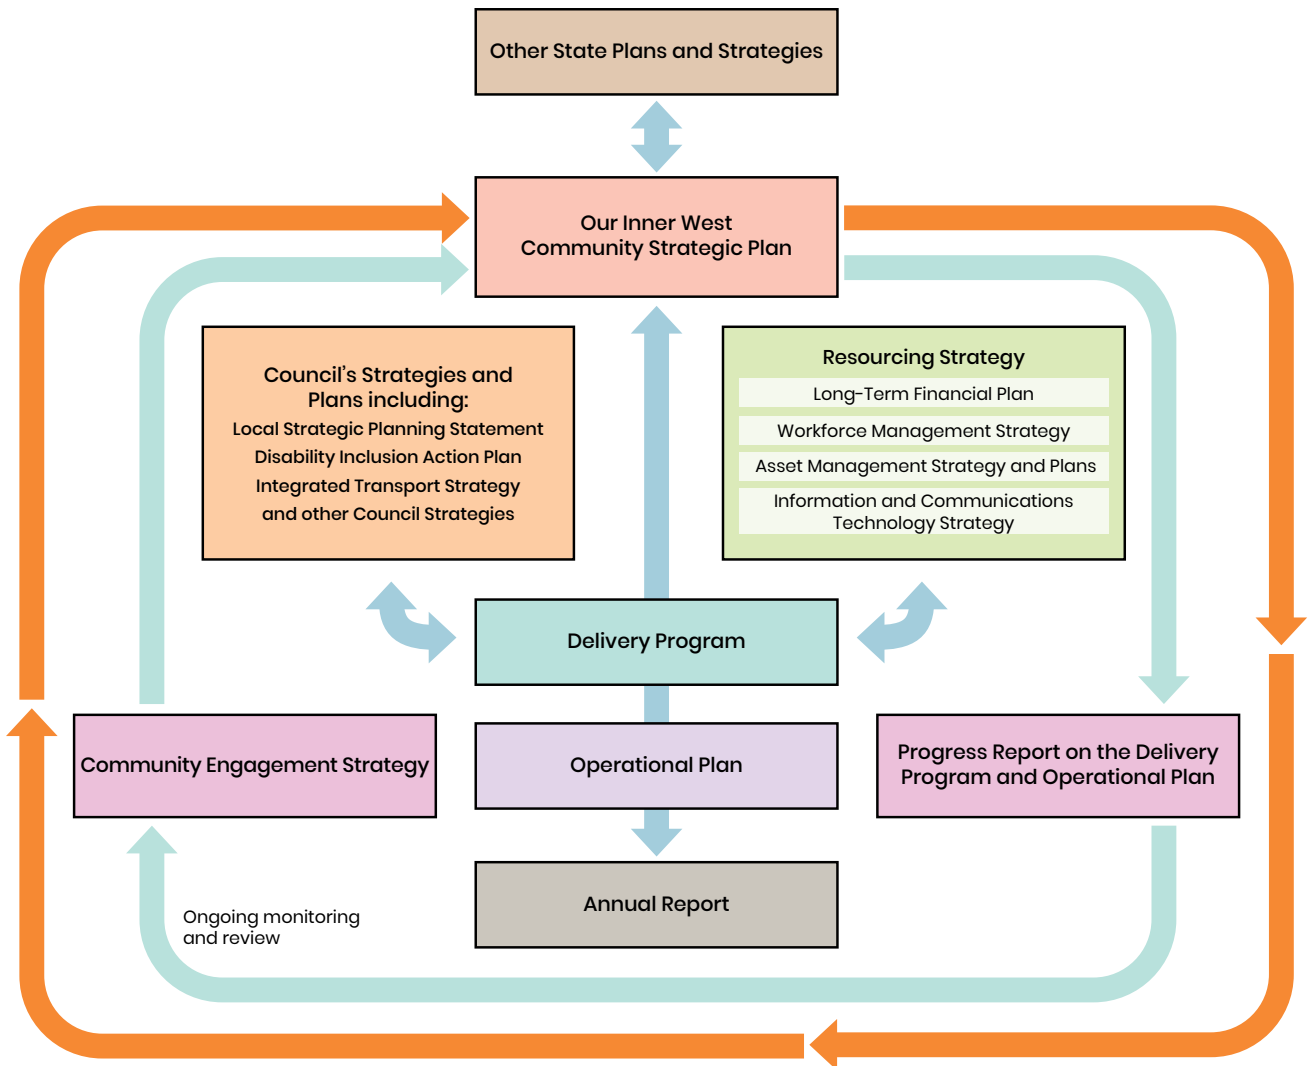 Other State Plans and Strategies
Our Inner West
Community Strategic Plan
Council’s Strategies and
Plans including:
Local Strategic Planning Statement
Disability Inclusion Action Plan
Integrated Transport Strategy
and other Council Strategies
Resourcing Strategy
Long-Term Financial Plan
Workforce Management Strategy
Asset Management Strategy and Plans
Information and Communications
Technology Strategy
Delivery Program
Community Engagement Strategy
Operational Plan
Progress Report on the Delivery
Program and Operational Plan
Annual Report
Ongoing monitoring
and review